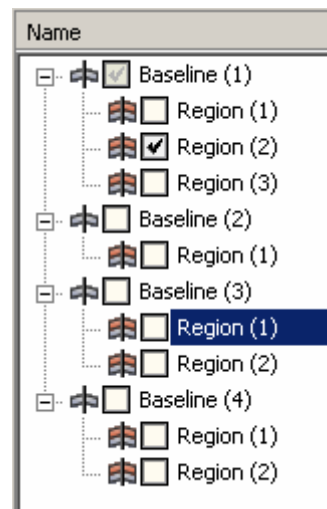 Name
Baseline (1)
Region (1)
Region (2)
Region (3)
Baseline (2)
Region (1)
Baseline (3)
Region (1)
Region (2)
Baseline (4)
Region (1)
Region (2)